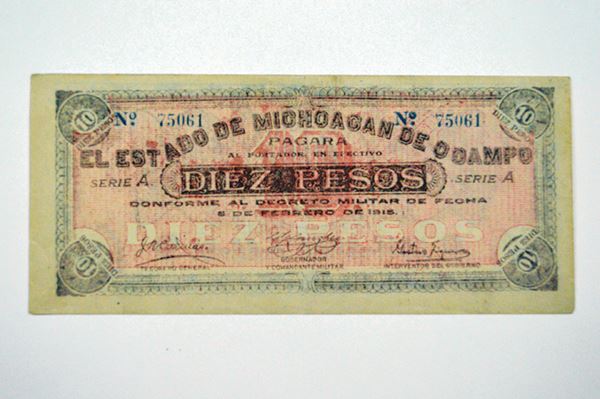 10 10
Nº 75061 Nº 75061
EL ESTADO DE MICHOACAN DE OCAMPO
PAGARÁ
AL PORTADOR, EN EFECTIVO
SERIE A. DIEZ PESOS SERIE A
CONFORME AL DECRETO MILITAR DE FECHA
5 DE FEBRERO DE 1915.
DIEZ PESOS
TESORERO GENERAL GOBERNADOR INTERVENTOR DEL GOBIERNO
Y COMANDANTE MILITAR
10 10